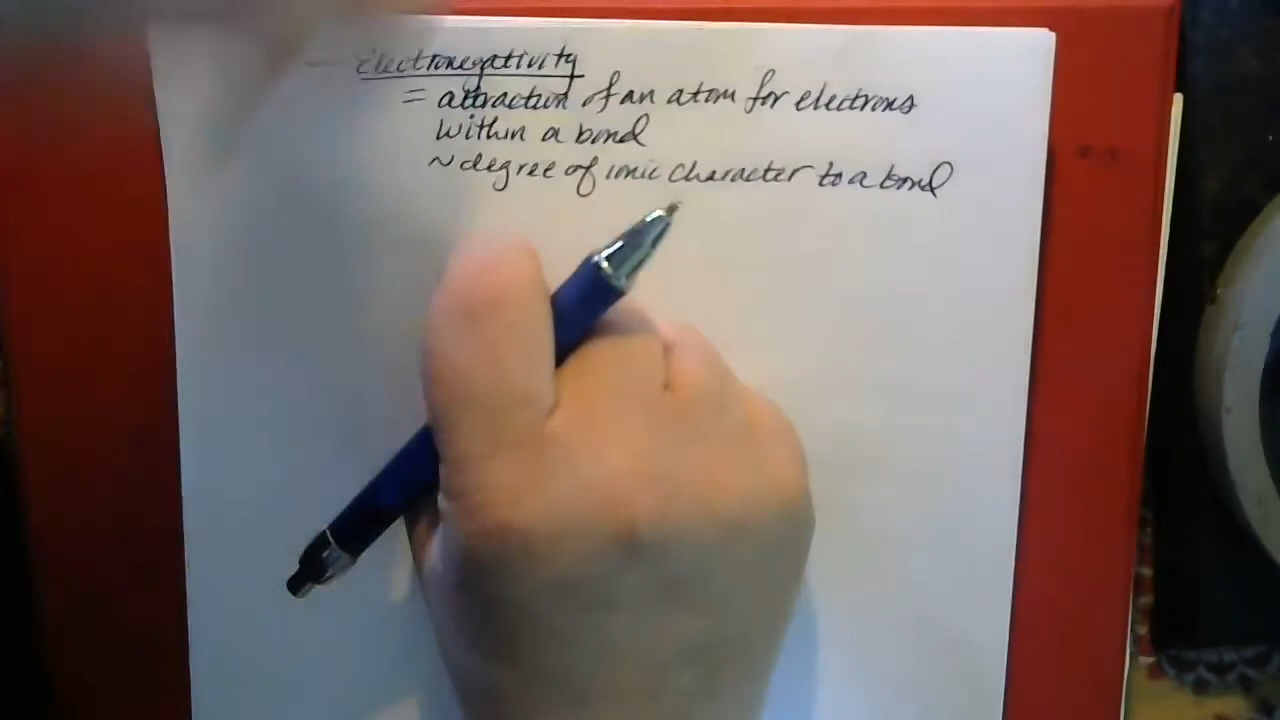 Electronegativity
= attraction of an atom for electrons
within a bond
~ degree of ionic character to a bond